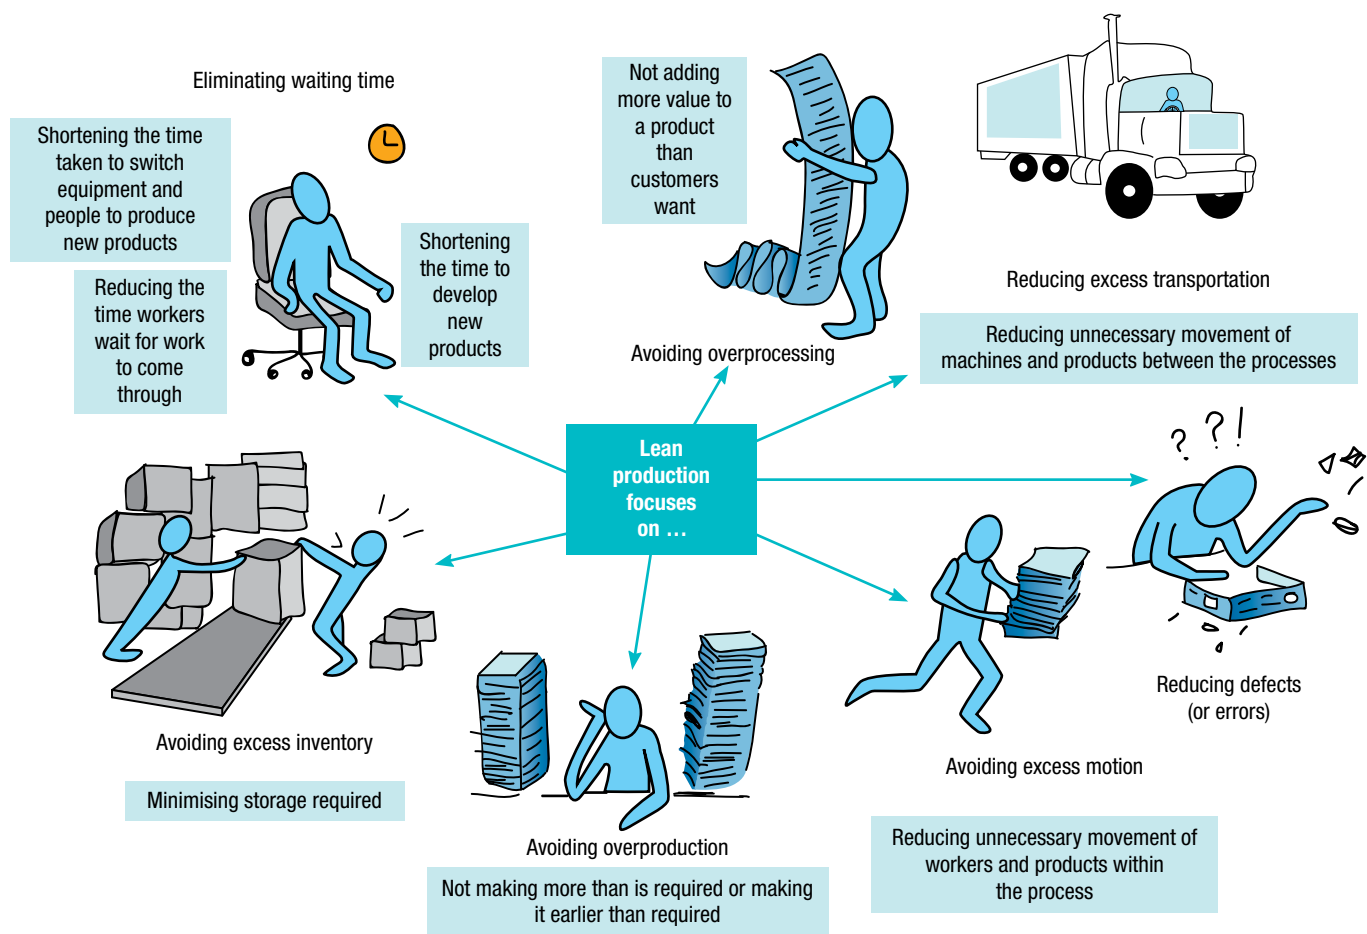 Eliminating waiting time
Shortening the time
taken to switch
equipment and
people to produce
new products
Reducing the
time workers
wait for work
to come
through
Shortening
the time to
develop
new
products
Not adding
more value to
a product
than
customers
want
Avoiding overprocessing
Reducing excess transportation
Reducing unnecessary movement of
machines and products between the processes
Lean
production
focuses
on ...
? ? !
Reducing defects
(or errors)
Avoiding excess inventory
Minimising storage required
Avoiding overproduction
Not making more than is required or making
it earlier than required
Avoiding excess motion
Reducing unnecessary movement of
workers and products within
the process